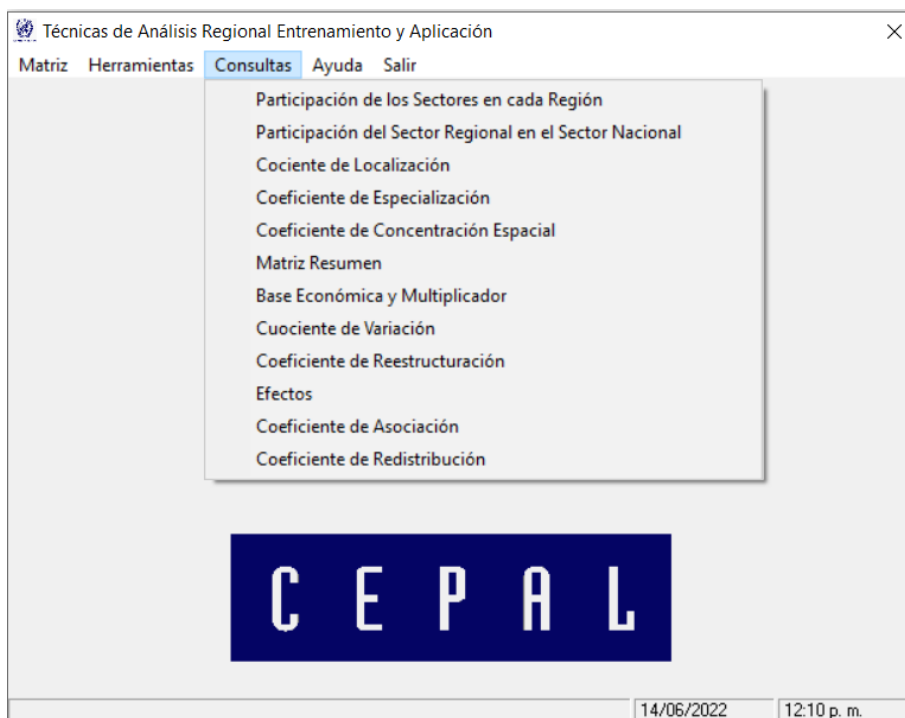 Técnicas de Análisis Regional Entrenamiento y Aplicación
Matriz Herramientas Consultas Ayuda Salir
Participación de los Sectores en cada Región
Participación del Sector Regional en el Sector Nacional
Cociente de Localización
Coeficiente de Especialización
Coeficiente de Concentración Espacial
Matriz Resumen
Base Económica y Multiplicador
Cuociente de Variación
Coeficiente de Reestructuración
Efectos
Coeficiente de Asociación
Coeficiente de Redistribución
CEPAL
14/06/2022 12:10 p. m.